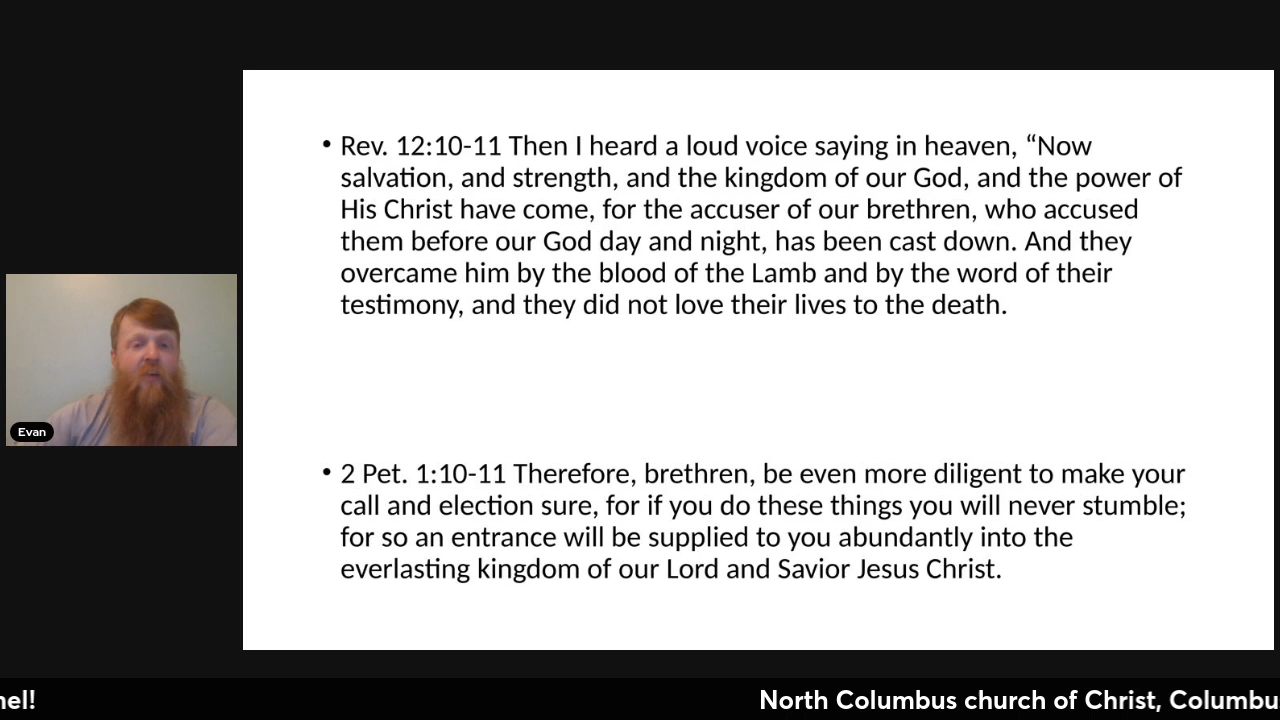 • Rev. 12:10-11 Then I heard a loud voice saying in heaven, “Now
salvation, and strength, and the kingdom of our God, and the power of
His Christ have come, for the accuser of our brethren, who accused
them before our God day and night, has been cast down. And they
overcame him by the blood of the Lamb and by the word of their
testimony, and they did not love their lives to the death.
Evan
• 2 Pet. 1:10-11 Therefore, brethren, be even more diligent to make your
call and election sure, for if you do these things you will never stumble;
for so an entrance will be supplied to you abundantly into the
everlasting kingdom of our Lord and Savior Jesus Christ.
nel! North Columbus church of Christ, Columbu